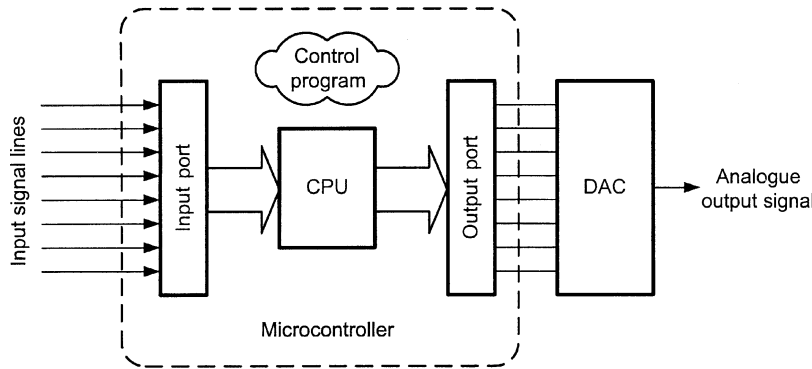 Control
program
Input signal lines
Input port
CPU
Output port
DAC
Analogue
output signal
Microcontroller